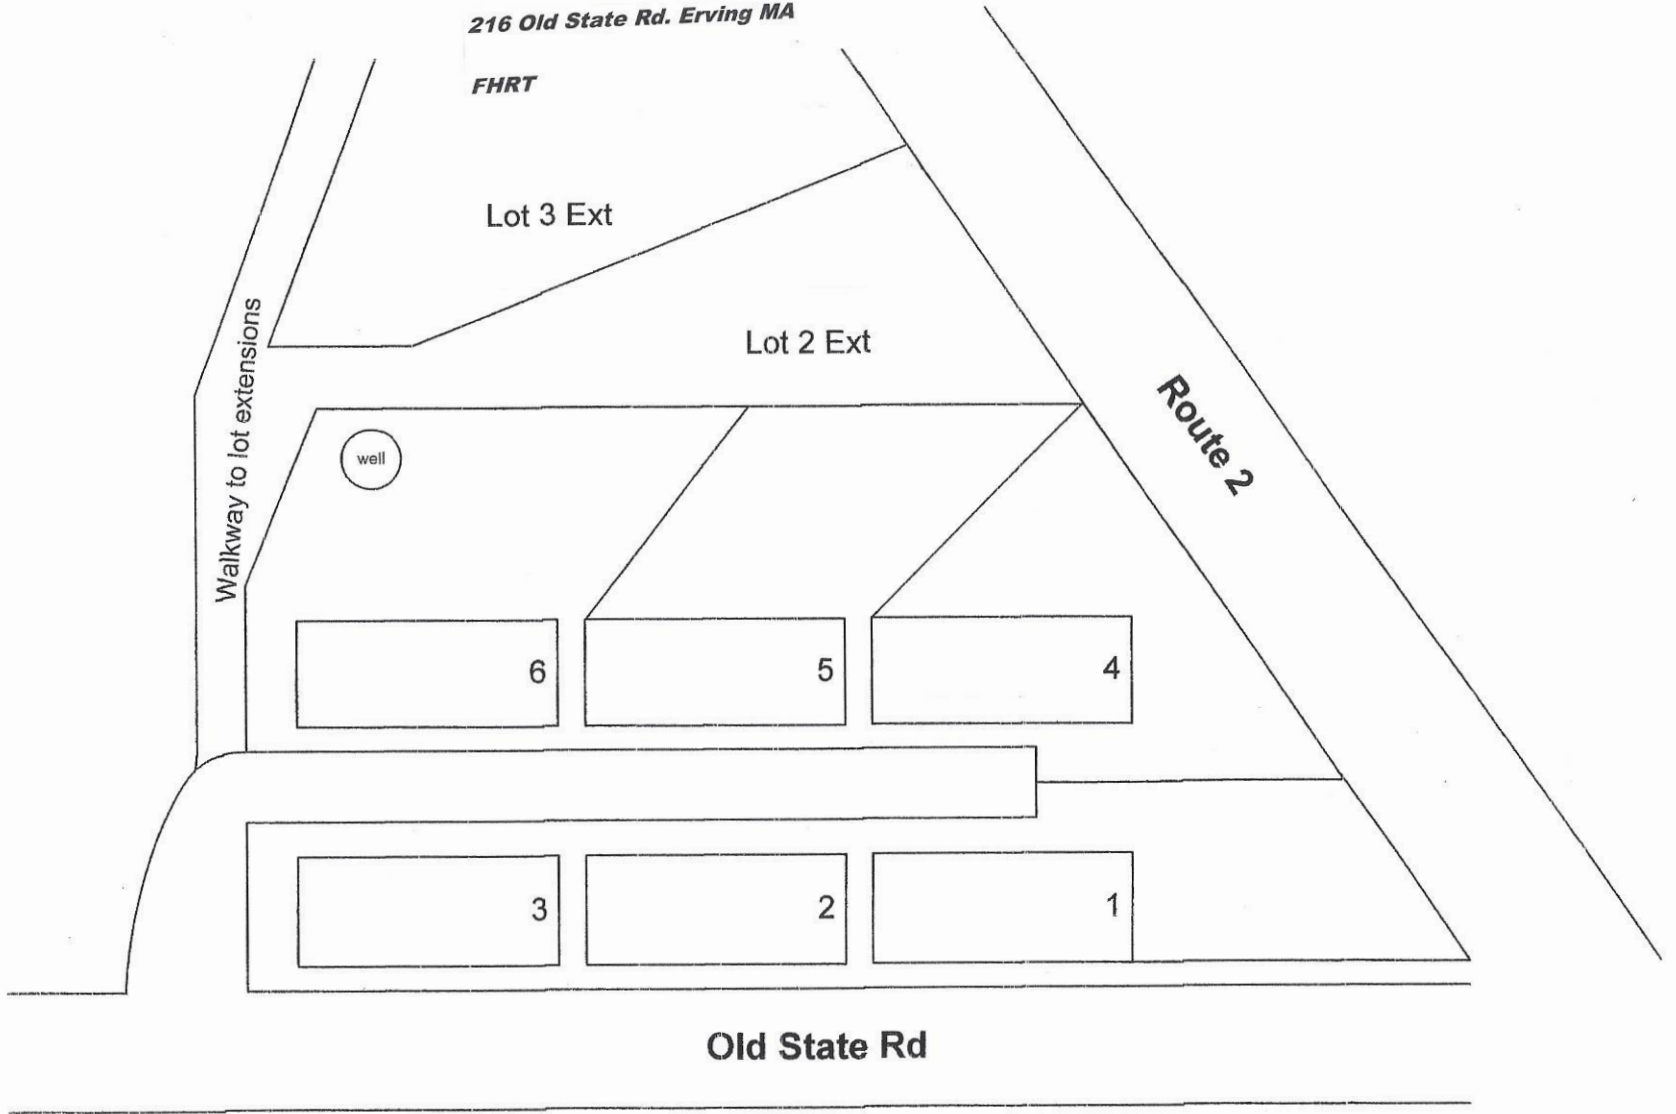 216 Old State Rd. Erving MA
FHRT
Lot 3 Ext
Lot 2 Ext
Route 2
Walkway to lot extensions
well
6
5
4
3
2
1
Old State Rd